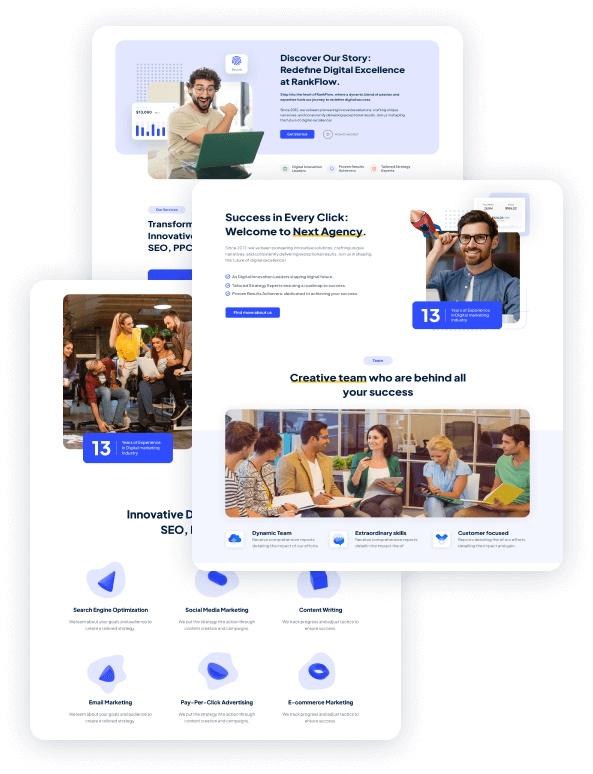 Discover Our Story:
Redefine Digital Excellence
at RankFlow.
Step into the heart of RankFlow, where a dynamic blend of passion and
expertise fuels our journey to redefine digital success.
Since 2012, we've been pioneering innovative solutions, crafting unique
narratives, and consistently delivering exceptional results. Join us in shaping
the future of digital excellence!
Get Started
$13,000
Digital Innovation
Leaders
Proven Results
Achievers
Tailored Strategy
Experts
Our Services
Transform
Innovative
SEO, PPC
Success in Every Click:
Welcome to Next Agency.
Since 2012, we've been pioneering innovative solutions, crafting unique
narratives, and consistently delivering exceptional results. Join us in shaping
the future of digital excellence!
As Digital Innovation Leaders shaping digital future.
Tailored Strategy Experts ensuring a roadmap to success.
Proven Results Achievers: dedicated to achieving your success.
Find more about us
13
Years of Experience
in Digital marketing
Industry
Team
Creative team who are behind all
your success
Dynamic Team
Receive comprehensive reports
detailing the impact of our efforts
Extraordinary skills
Receive comprehensive reports
detailin the impact the of
Customer focused
Reports detailing the of our efforts
detailing the impact and gain.
13
Years of Experience
in Digital marketing
Industry
Innovative D
SEO,
Search Engine Optimization
We learn about your goals and audience to
create a tailored strategy.
Social Media Marketing
We put the strategy into action through
content creation and campaigns.
Content Writing
We track progress and adjust tactics to
ensure success.
Email Marketing
We learn about your goals and audience to
create a tailored strategy.
Pay-Per-Click Advertising
We put the strategy into action through
content creation and campaigns.
E-commerce Marketing
We track progress and adjust tactics to
ensure success.